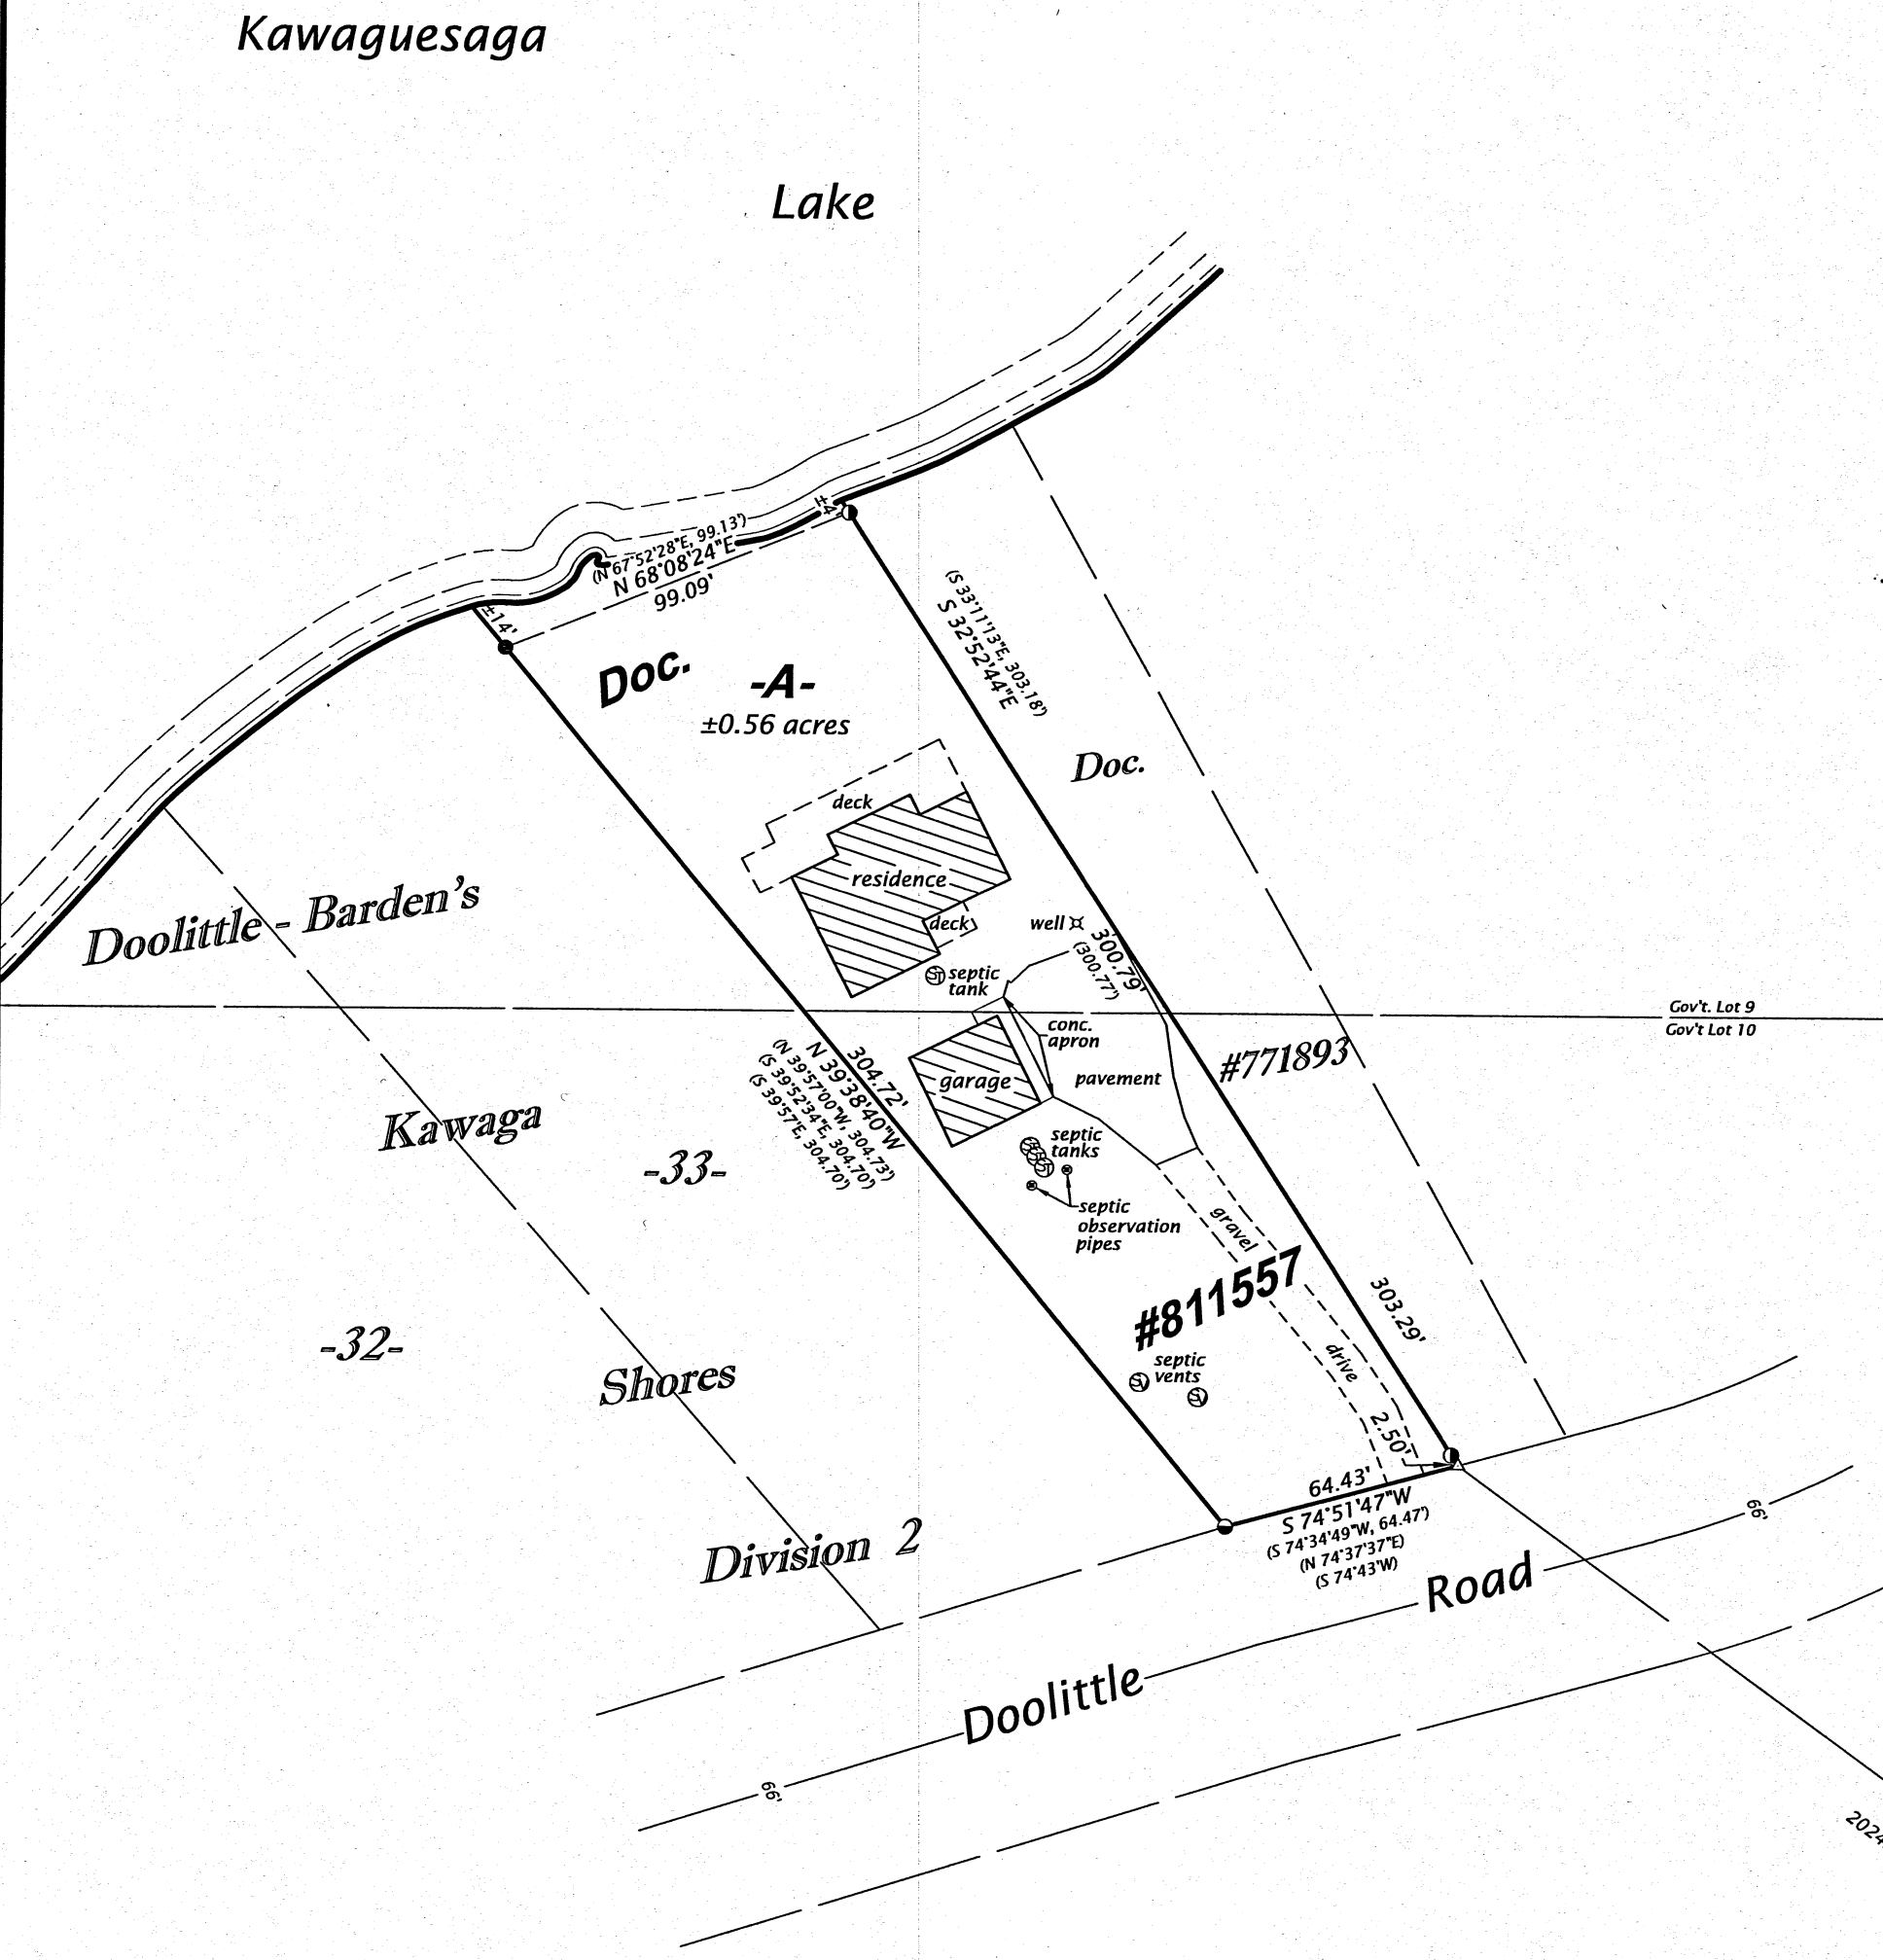 Kawaguesaga
Lake
±4'
(N 67°52'28"E, 99.13')
N 68°08'24"E
99.09'
±14'
Doc.
-A-
±0.56 acres
(S 33°11'13"E, 303.18')
S 32°52'44"E
Doc.
deck
residence
deck
well
300.79'
(300.77')
ST septic
tank
Doolittle - Barden's
Gov't. Lot 9
Gov't Lot 10
conc.
apron
#771893
garage
pavement
304.72'
N 39°38'40"W
(N 39°57'00"W, 304.73')
(S 39°52'34"E, 304.70')
(S 39°57'E, 304.70')
Kawaga
-33-
septic
tanks
ST
septic
observation
pipes
gravel
#811557
303.29'
-32-
Shores
drive
septic
vents
SV
SV
2.50'
64.43'
S 74°51'47"W
(S 74°34'49"W, 64.47')
(N 74°37'37"E)
(S 74°43'W)
66'
Division 2
Road
Doolittle
66'
2024